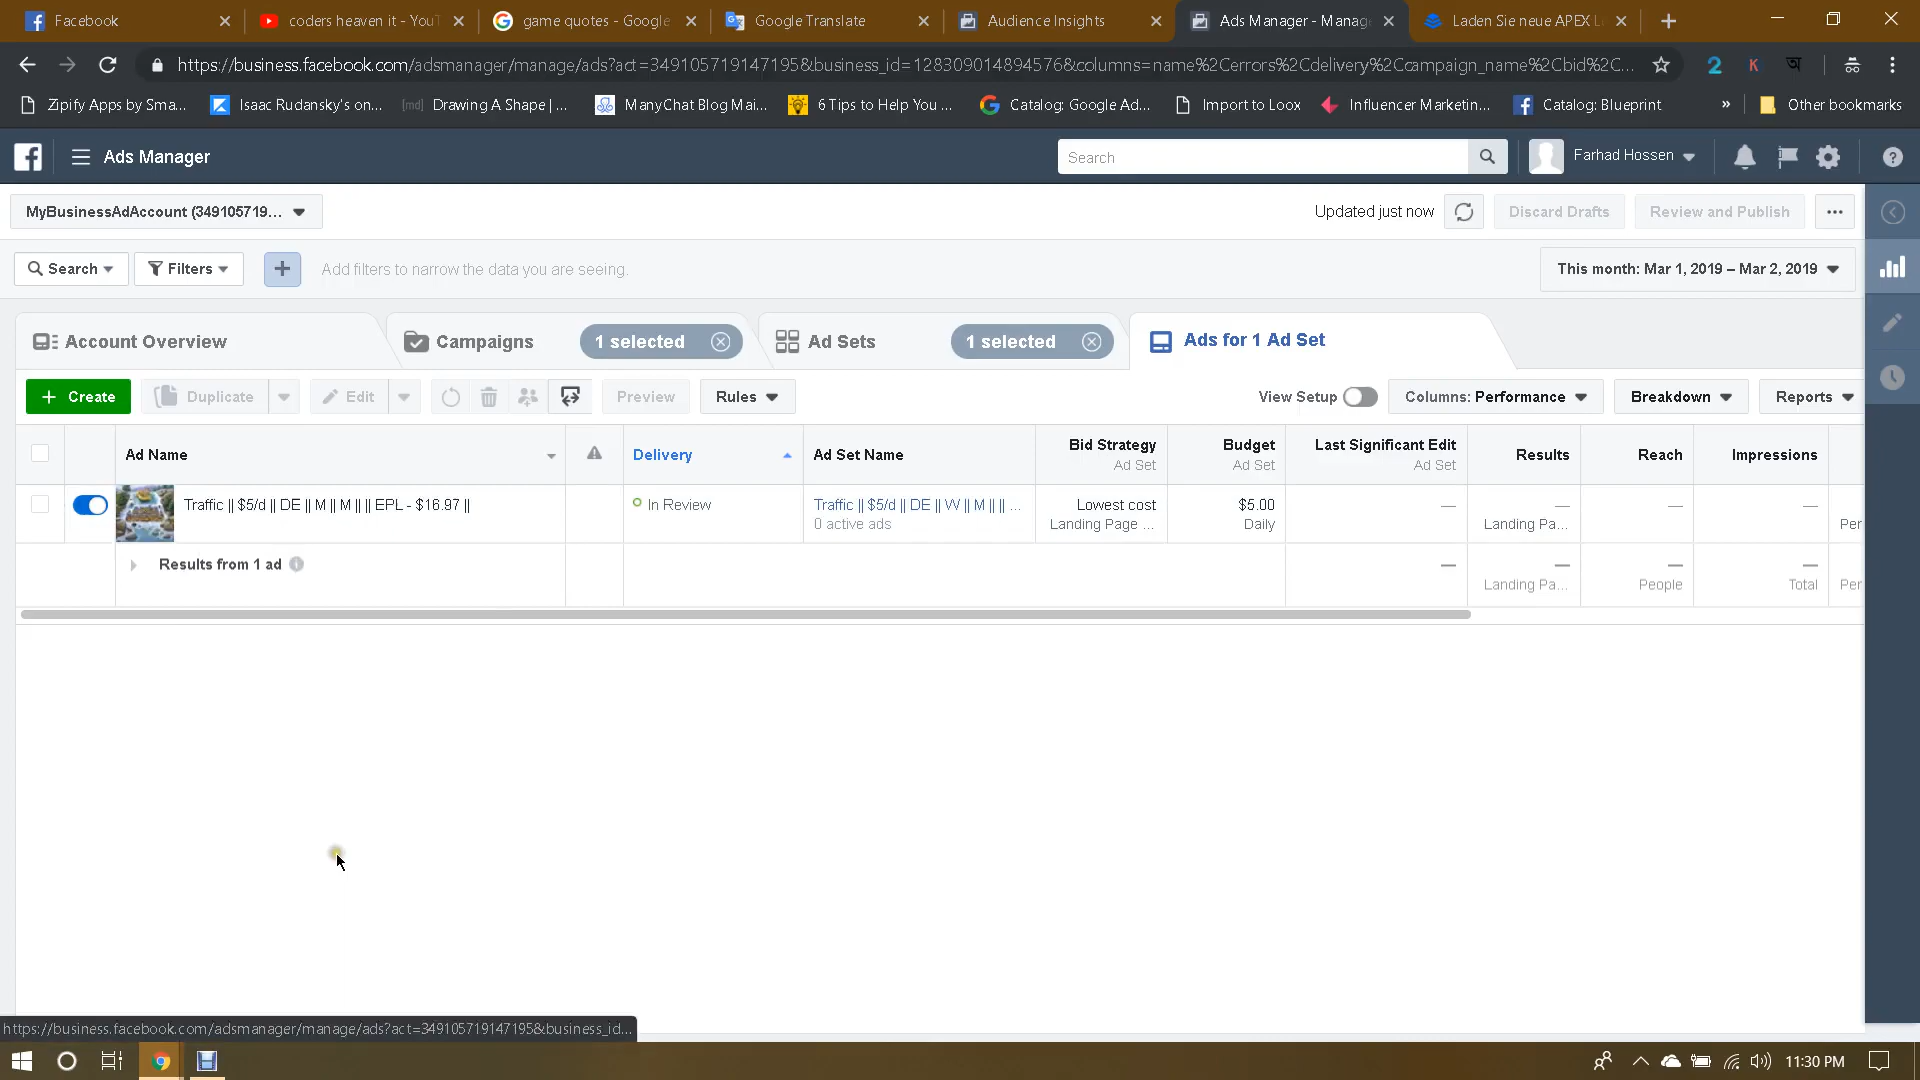 Facebook
coders heaven it - YouT
game quotes - Google
Google Translate
Audience Insights
Ads Manager - Manag
Laden Sie neue APEX L
https://business.facebook.com/adsmanager/manage/ads?act=349105719147195&business_id=128309014894576&columns=name%2Cerrors%2Cdelivery%2Ccampaign_name%2Cbid%2C...
2
K
অ
Zipify Apps by Sma...
Isaac Rudansky's on...
[md] Drawing A Shape | ...
ManyChat Blog Mai...
6 Tips to Help You ...
Catalog: Google Ad...
Import to Loox
Influencer Marketin...
Catalog: Blueprint
»
Other bookmarks
Ads Manager
Search
Farhad Hossen
MyBusinessAdAccount (349105719...
Updated just now
Discard Drafts
Review and Publish
Search
Filters
Add filters to narrow the data you are seeing.
This month: Mar 1, 2019 – Mar 2, 2019
Account Overview
Campaigns
1 selected
Ad Sets
1 selected
Ads for 1 Ad Set
+ Create
Duplicate
Edit
Preview
Rules
View Setup
Columns: Performance
Breakdown
Reports
Ad Name
Delivery
Ad Set Name
Bid Strategy
Ad Set
Budget
Ad Set
Last Significant Edit
Ad Set
Results
Reach
Impressions
Traffic || $5/d || DE || M || M || || EPL - $16.97 ||
In Review
Traffic || $5/d || DE || W || M || || ...
0 active ads
Lowest cost
Landing Page ...
$5.00
Daily
—
—
Landing Pa...
—
—
Per
Results from 1 ad
—
—
Landing Pa...
—
People
—
Total
Per
https://business.facebook.com/adsmanager/manage/ads?act=349105719147195&business_id...
11:30 PM